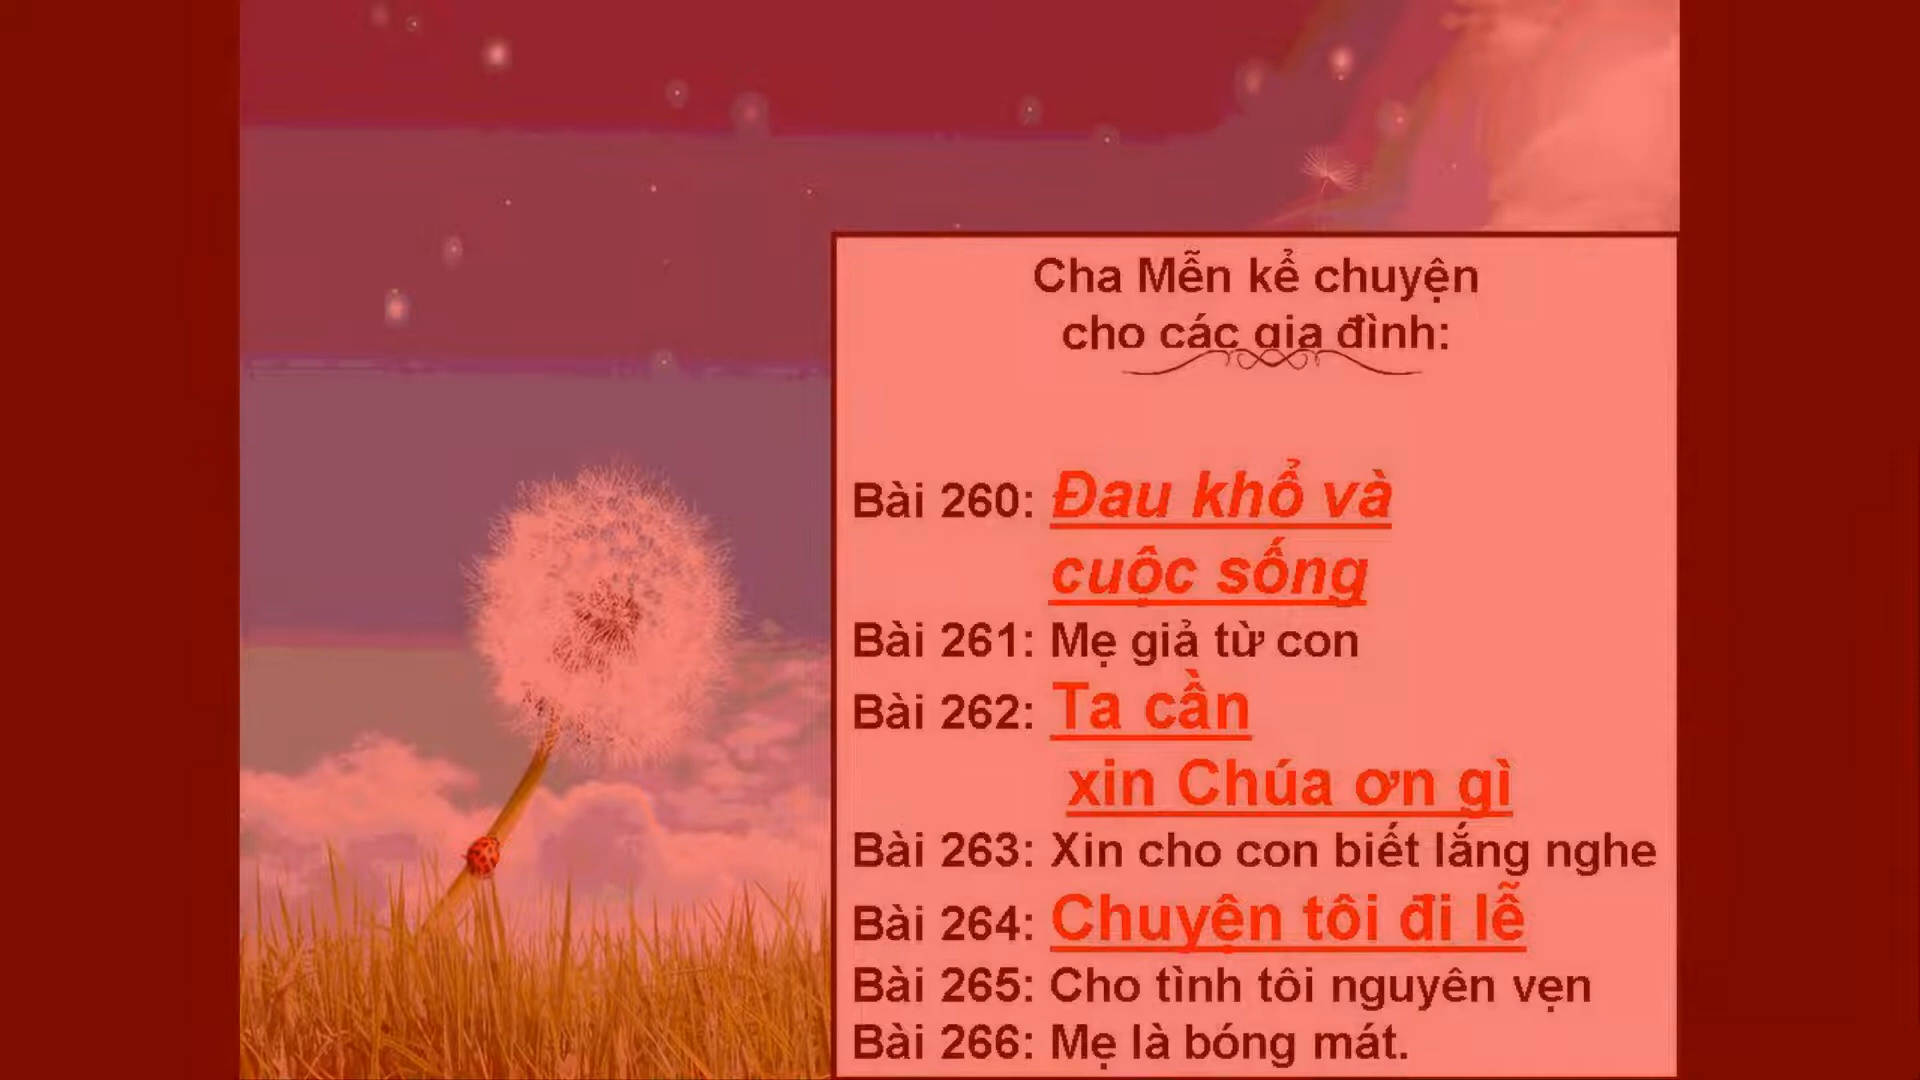 Cha Mễn kể chuyện
cho các gia đình:
Bài 260: Đau khổ và
cuộc sống
Bài 261: Mẹ giả từ con
Bài 262: Ta cần
xin Chúa ơn gì
Bài 263: Xin cho con biết lắng nghe
Bài 264: Chuyện tôi đi lễ
Bài 265: Cho tình tôi nguyên vẹn
Bài 266: Mẹ là bóng mát.